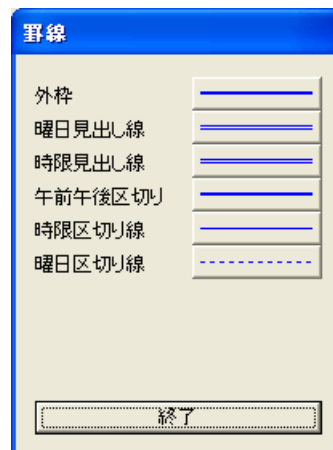 罫線
外枠
曜日見出し線
時限見出し線
午前午後区切り
時限区切り線
曜日区切り線
終了